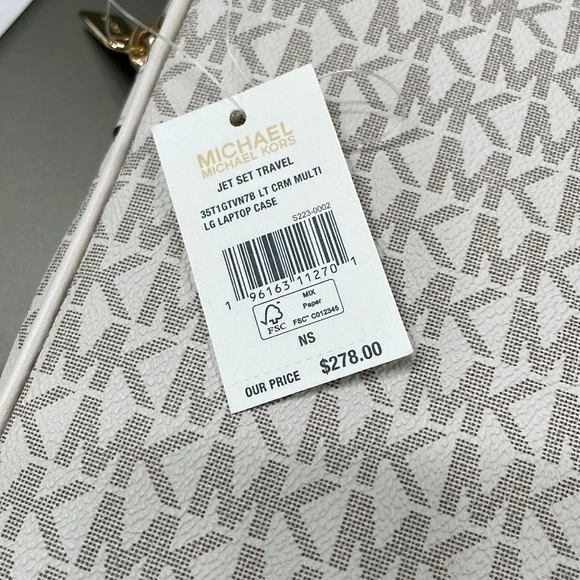 MICHAEL
MICHAEL KORS
JET SET TRAVEL
35T1GTVN7B LT CRM MULTI
LG LAPTOP CASE
S223-0002
1 96163 11270 1
FSC
MIX
Paper
FSC™ C012345
NS
OUR PRICE $278.00